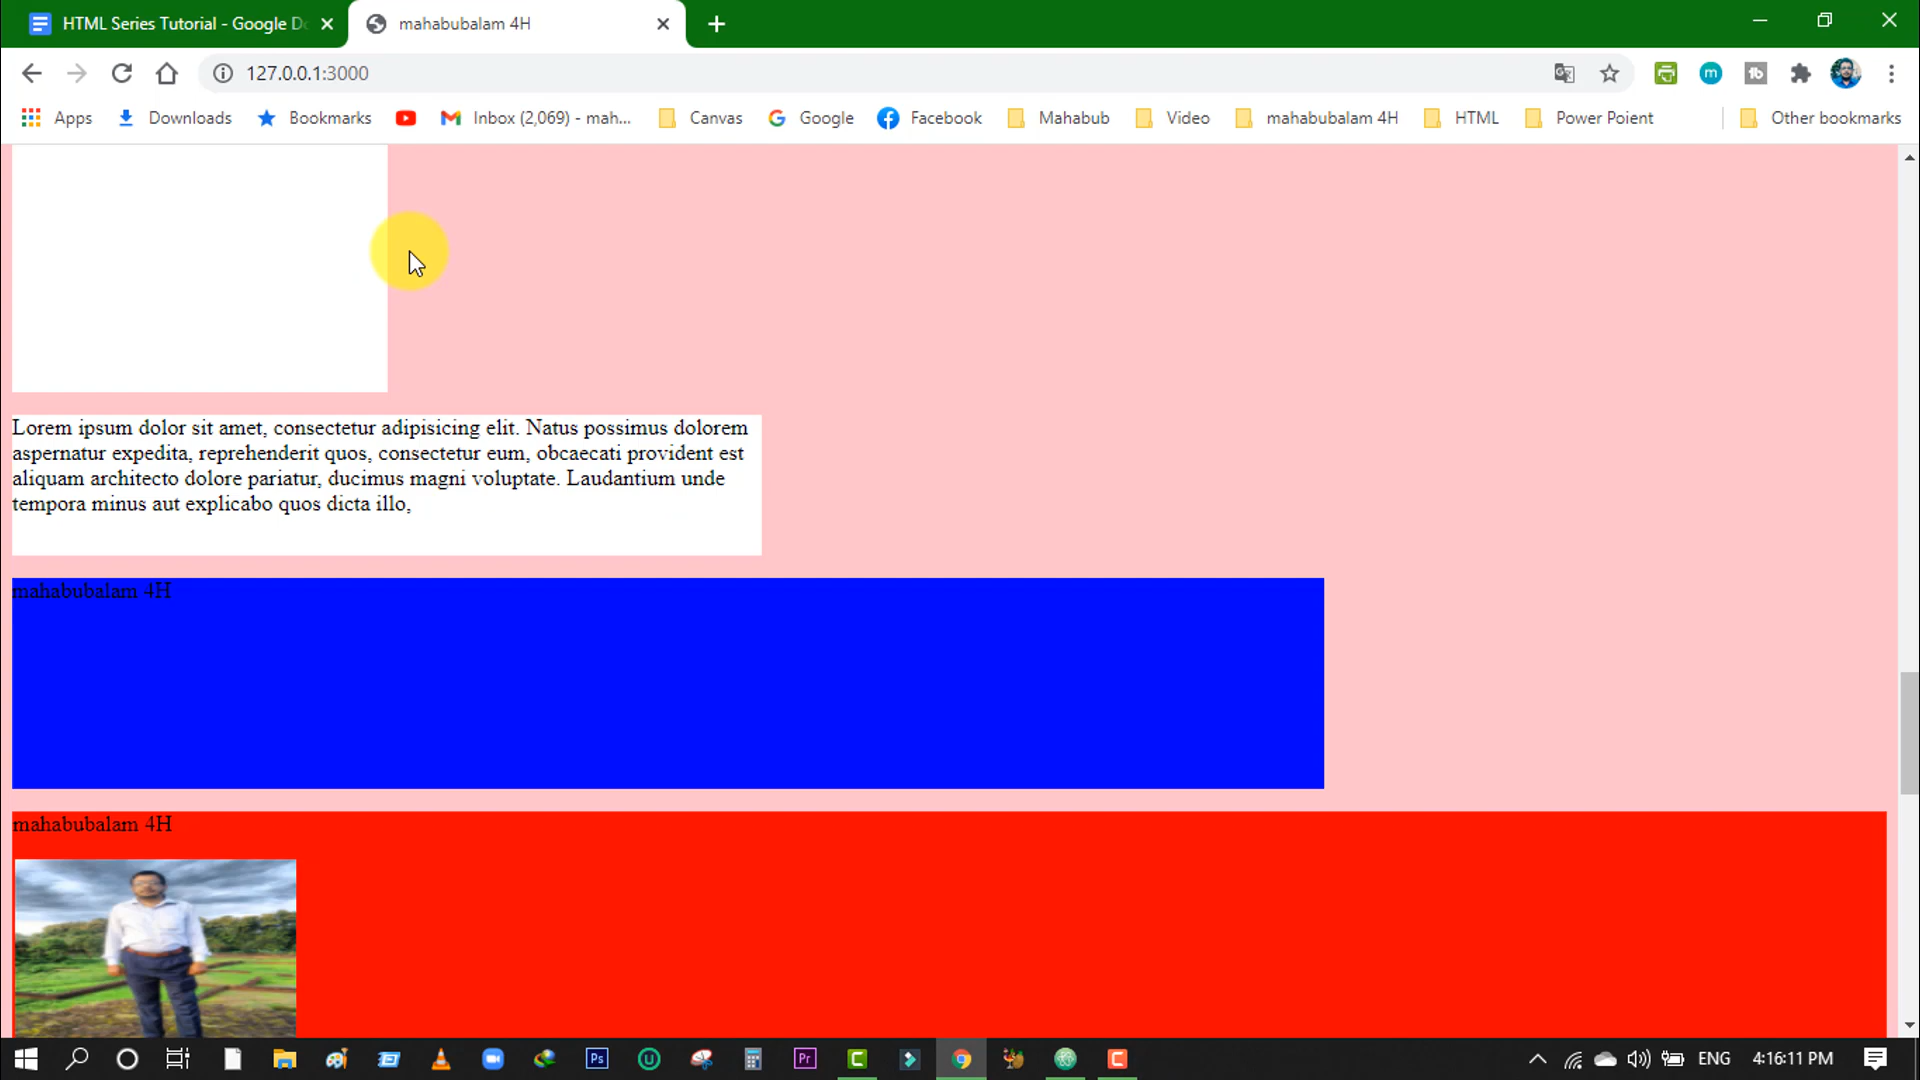 HTML Series Tutorial - Google D
mahabubalam 4H
127.0.0.1:3000
m
Apps
Downloads
Bookmarks
Inbox (2,069) - mah...
Canvas
Google
Facebook
Mahabub
Video
mahabubalam 4H
HTML
Power Poient
Other bookmarks
Lorem ipsum dolor sit amet, consectetur adipisicing elit. Natus possimus dolorem
aspernatur expedita, reprehenderit quos, consectetur eum, obcaecati provident est
aliquam architecto dolore pariatur, ducimus magni voluptate. Laudantium unde
tempora minus aut explicabo quos dicta illo,
mahabubalam 4H
mahabubalam 4H
Ps
Pr
ENG
4:16:11 PM